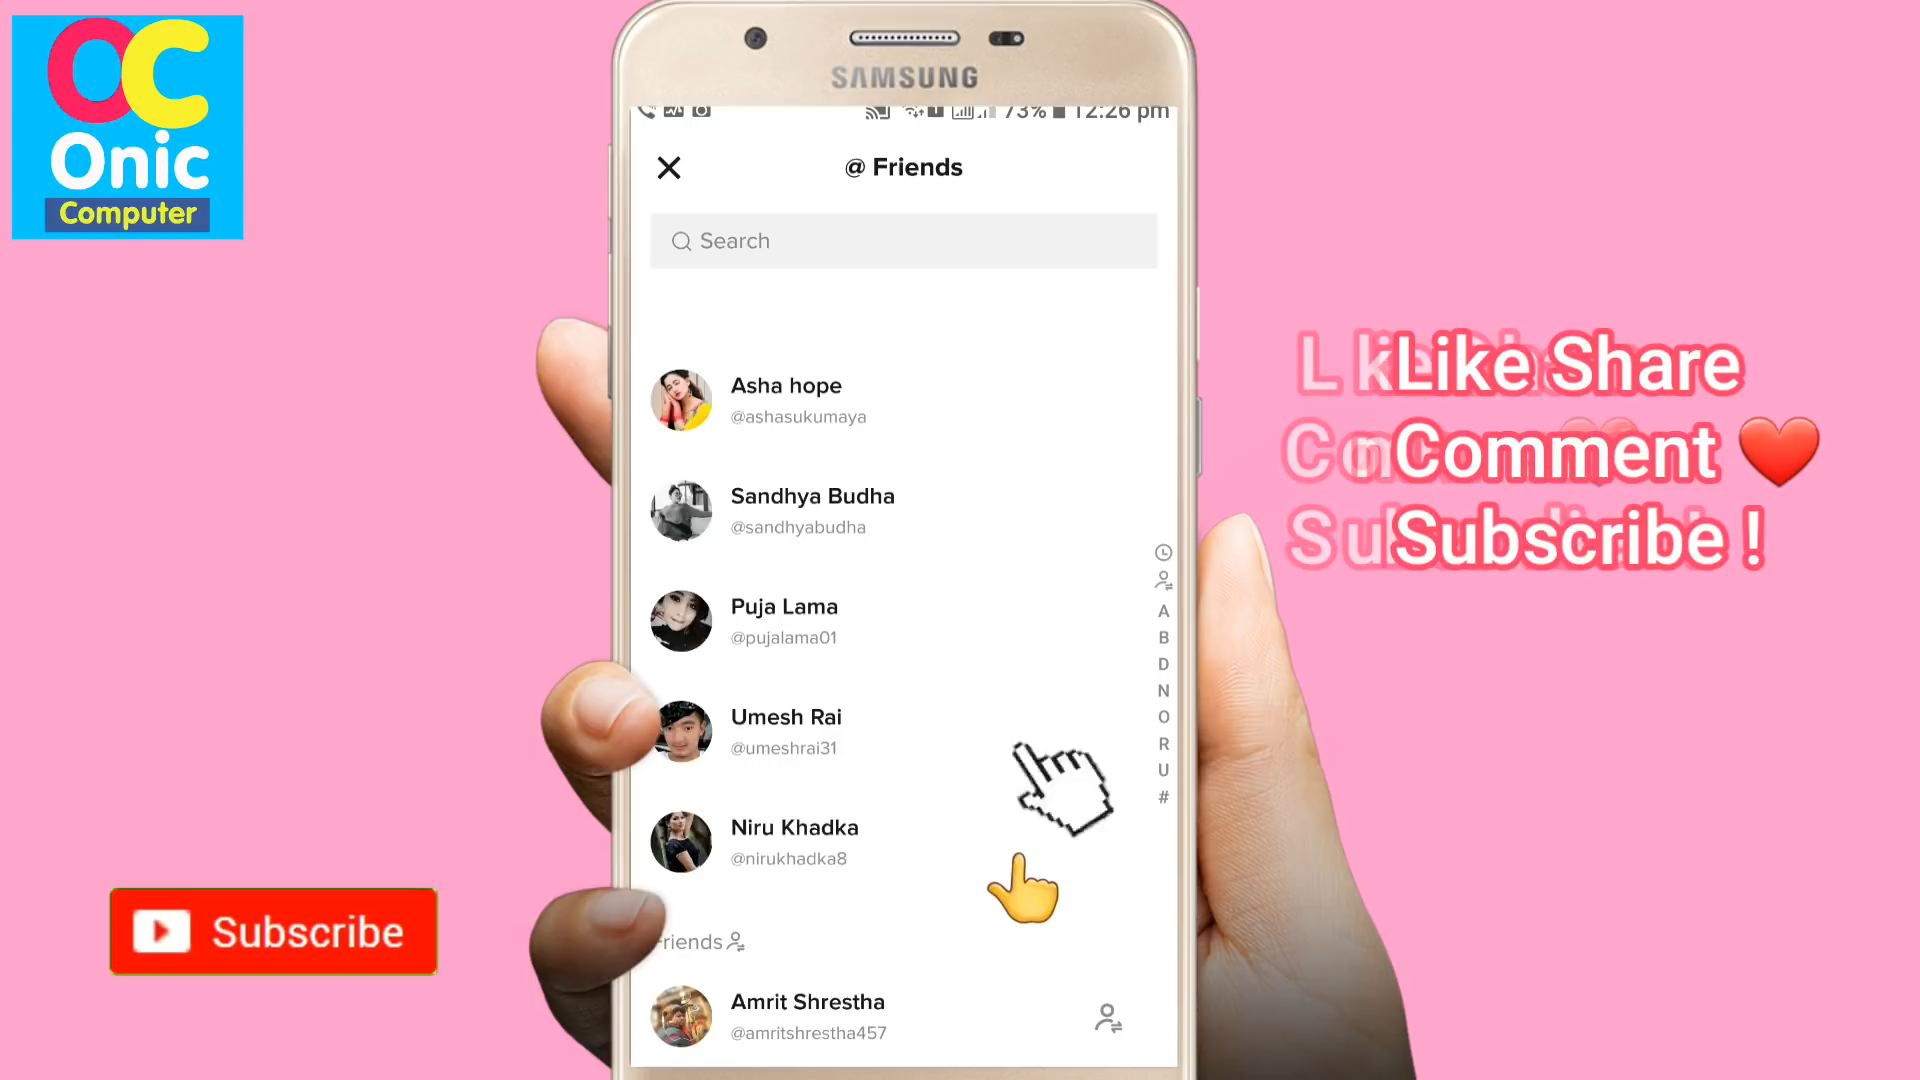 OC
Onic
Computer
SAMSUNG
73% 12:26 pm
@ Friends
Search
Asha hope
@ashasukumaya
Sandhya Budha
@sandhyabudha
Puja Lama
@pujalama01
Umesh Rai
@umeshrai31
Niru Khadka
@nirukhadka8
Friends
Amrit Shrestha
@amritshrestha457
A
B
D
N
O
R
U
#
Like Share
Comment ❤️
Subscribe !
Subscribe